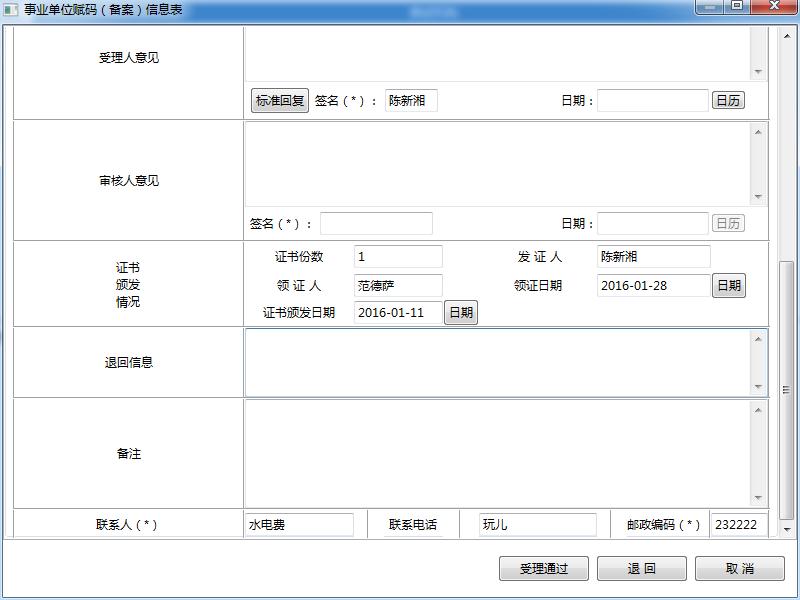 事业单位赋码（备案）信息表
受理人意见
标准回复 签名(*)： 陈新湘 日期： 日历
审核人意见
签名(*)： 日期： 日历
证书份数 1 发 证 人 陈新湘
证书
颁发
情况
领 证 人 范德萨 领证日期 2016-01-28 日期
证书颁发日期 2016-01-11 日期
退回信息
备注
联系人(*) 水电费 联系电话 玩儿 邮政编码(*) 232222
受理通过 退 回 取 消